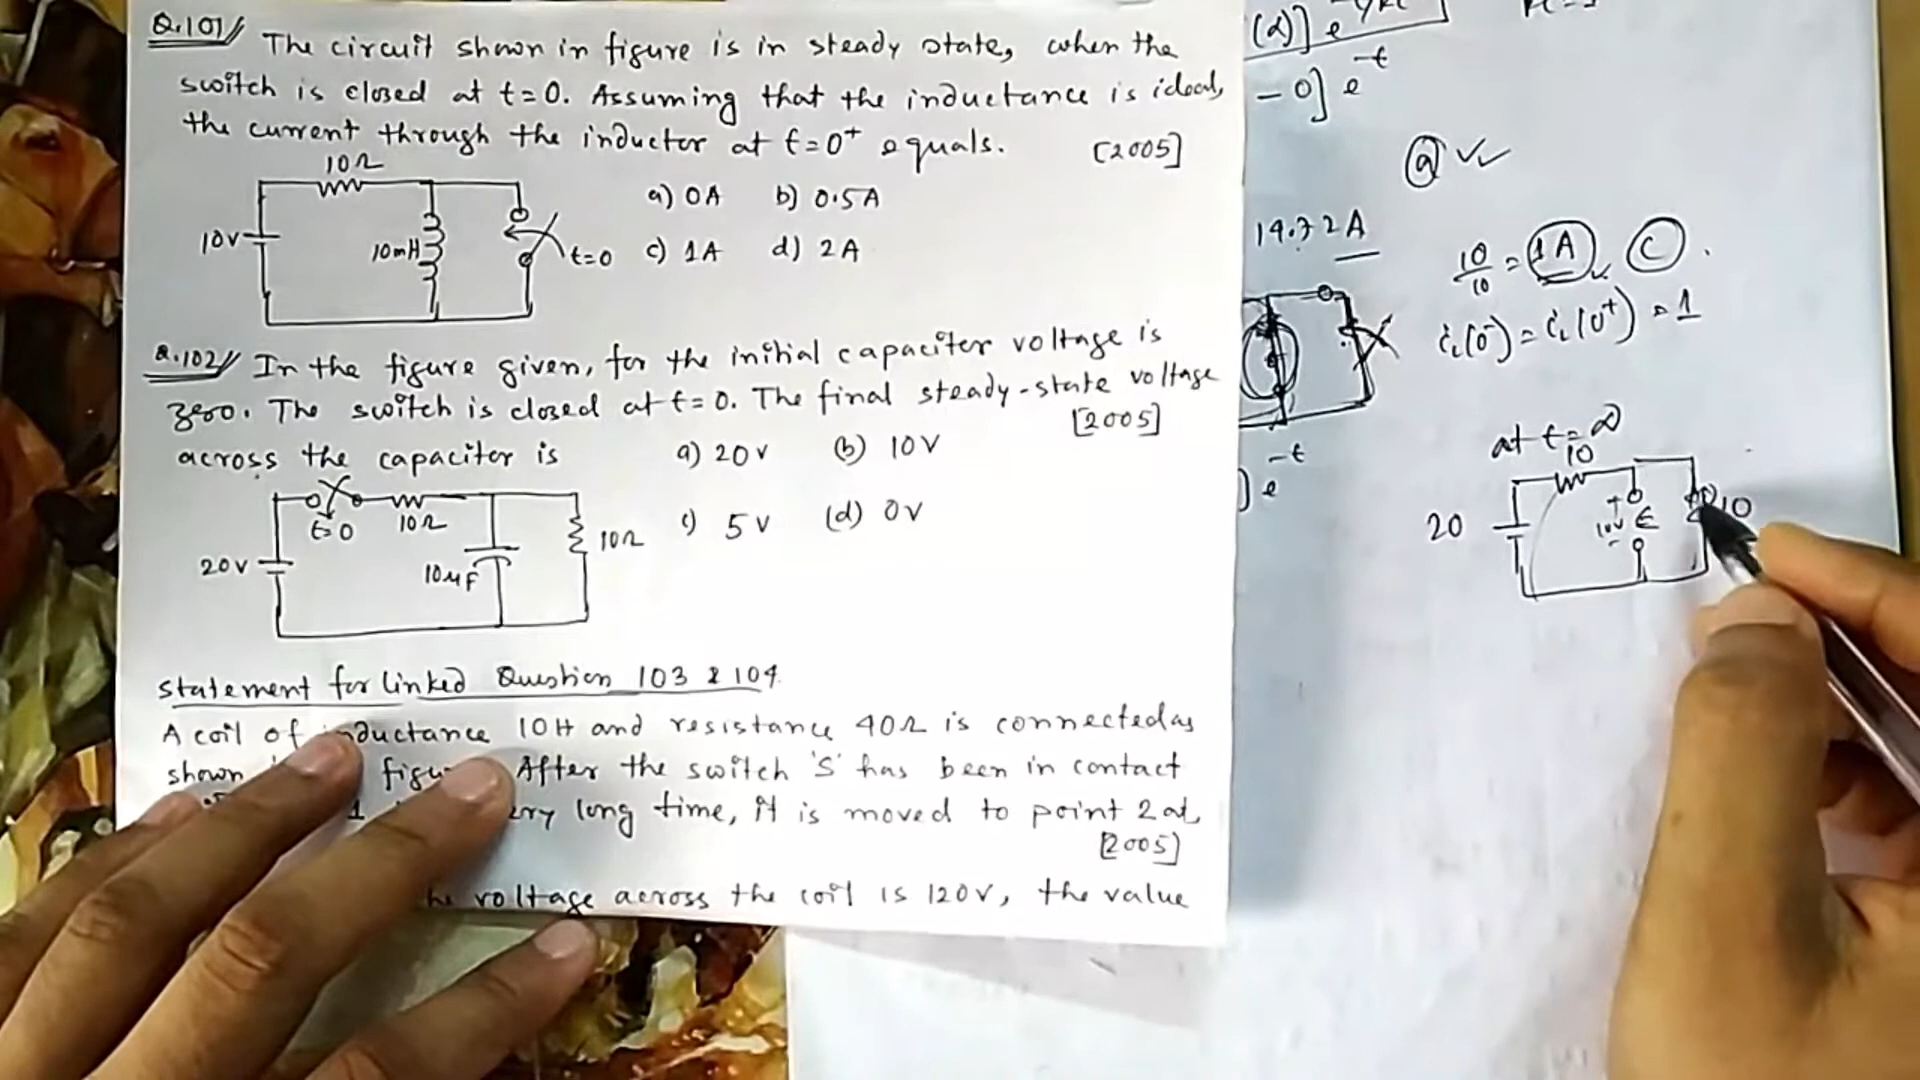 Q.101 The circuit shown in figure is in steady state, when the
switch is closed at t=0. Assuming that the inductance is ideal,
the current through the inductor at t=0⁺ equals. [2005]
10Ω
10V
10mH
t=0
a) 0A b) 0.5A
c) 1A d) 2A
Q.102 In the figure given, for the initial capacitor voltage is
zero. The switch is closed at t=0. The final steady-state voltage
across the capacitor is [2005]
a) 20V (b) 10V
c) 5V (d) 0V
t=0
10Ω
20V
10μF
10Ω
Statement for Linked Question 103 & 104
A coil of inductance 10H and resistance 40Ω is connected as
shown After the switch 'S' has been in contact
1 long time, it is moved to point 2 at,
[2005]
voltage across the coil is 120V, the value
(α)] e
- 0] e^-t
(a)
19.72A
10/10 = 1A (C).
i_L(0⁻) = i_L(0⁺) = 1
] e^-t
at t=∞
10
20
+
10V
-
10